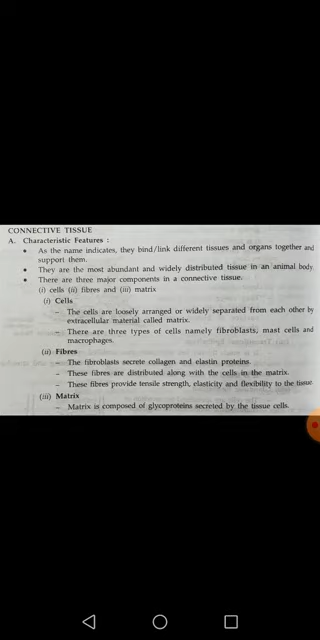 CONNECTIVE TISSUE
A. Characteristic Features :
• As the name indicates, they bind/link different tissues and organs together and
support them.
• They are the most abundant and widely distributed tissue in an animal body.
• There are three major components in a connective tissue.
(i) cells (ii) fibres and (iii) matrix
(i) Cells
– The cells are loosely arranged or widely separated from each other by
extracellular material called matrix.
– There are three types of cells namely fibroblasts, mast cells and
macrophages.
(ii) Fibres
– The fibroblasts secrete collagen and elastin proteins.
– These fibres are distributed along with the cells in the matrix.
– These fibres provide tensile strength, elasticity and flexibility to the tissue.
(iii) Matrix
– Matrix is composed of glycoproteins secreted by the tissue cells.